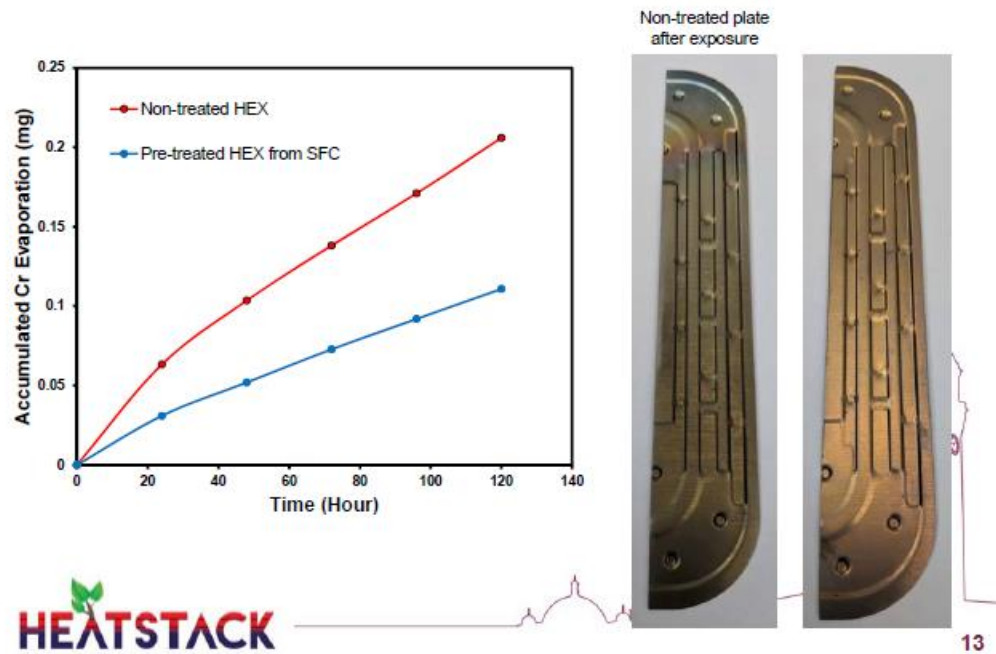 Non-treated plate
after exposure
0.25
0.2
0.15
0.1
0.05
0
Accumulated Cr Evaporation (mg)
Non-treated HEX
Pre-treated HEX from SFC
0 20 40 60 80 100 120 140
Time (Hour)
HEATSTACK
13